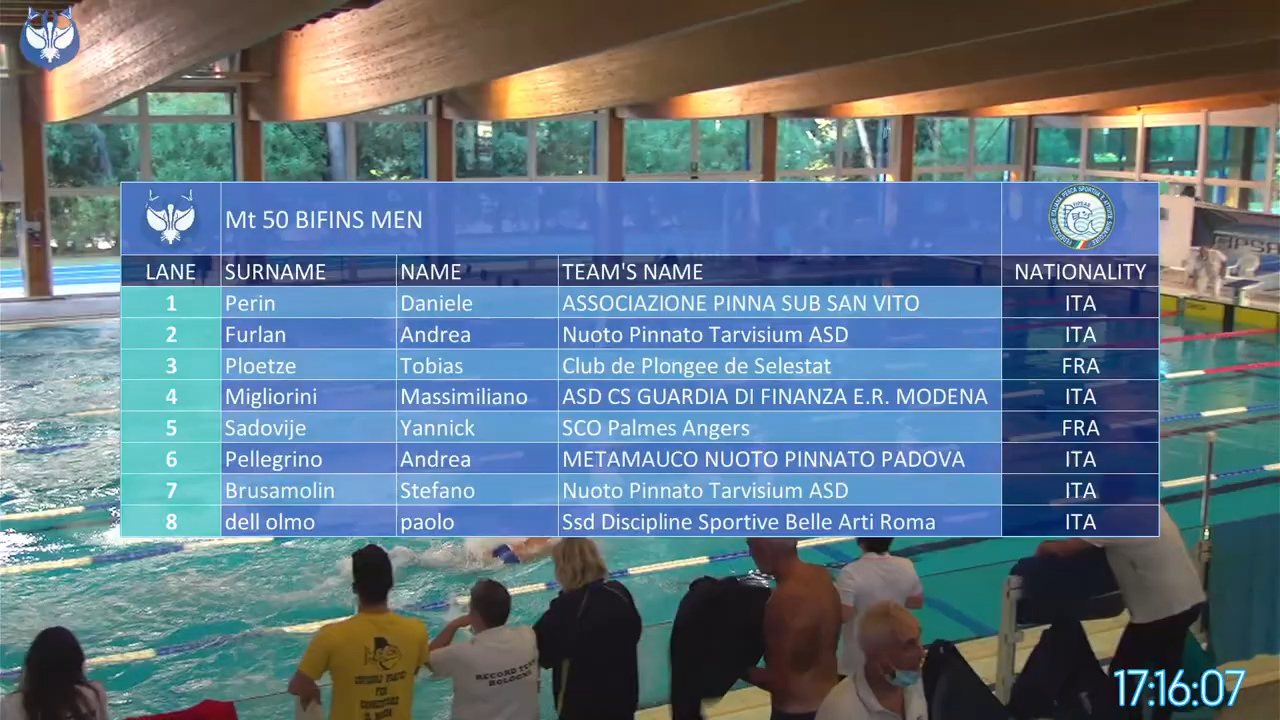 Mt 50 BIFINS MEN
LANE SURNAME NAME TEAM'S NAME NATIONALITY
1 Perin Daniele ASSOCIAZIONE PINNA SUB SAN VITO ITA
2 Furlan Andrea Nuoto Pinnato Tarvisium ASD ITA
3 Ploetze Tobias Club de Plongee de Selestat FRA
4 Migliorini Massimiliano ASD CS GUARDIA DI FINANZA E.R. MODENA ITA
5 Sadovije Yannick SCO Palmes Angers FRA
6 Pellegrino Andrea METAMAUCO NUOTO PINNATO PADOVA ITA
7 Brusamolin Stefano Nuoto Pinnato Tarvisium ASD ITA
8 dell olmo paolo Ssd Discipline Sportive Belle Arti Roma ITA
RECORD TEAM
BOLOGNA
17:16:07